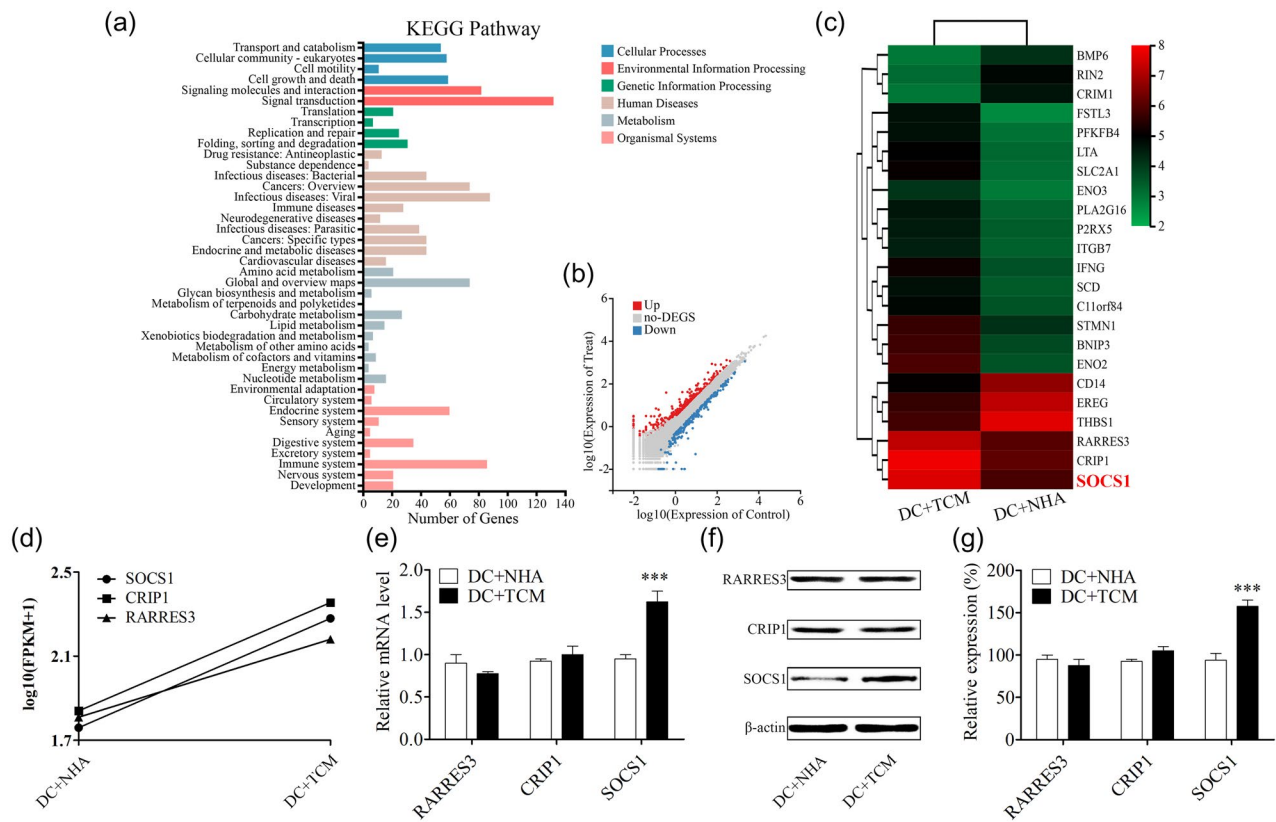 (a)
KEGG Pathway
Transport and catabolism
Cellular community - eukaryotes
Cell motility
Cell growth and death
Signaling molecules and interaction
Signal transduction
Translation
Transcription
Replication and repair
Folding, sorting and degradation
Drug resistance: Antineoplastic
Substance dependence
Infectious diseases: Bacterial
Cancers: Overview
Infectious diseases: Viral
Immune diseases
Neurodegenerative diseases
Infectious diseases: Parasitic
Cancers: Specific types
Endocrine and metabolic diseases
Cardiovascular diseases
Amino acid metabolism
Global and overview maps
Glycan biosynthesis and metabolism
Metabolism of terpenoids and polyketides
Carbohydrate metabolism
Lipid metabolism
Xenobiotics biodegradation and metabolism
Metabolism of other amino acids
Metabolism of cofactors and vitamins
Energy metabolism
Nucleotide metabolism
Environmental adaptation
Circulatory system
Endocrine system
Sensory system
Aging
Digestive system
Excretory system
Immune system
Nervous system
Development
0 20 40 60 80 100 120 140
Number of Genes
Cellular Processes
Environmental Information Processing
Genetic Information Processing
Human Diseases
Metabolism
Organismal Systems
(b)
Up
no-DEGS
Down
log10(Expression of Treat)
6
4
2
0
-2
-2 0 2 4 6
log10(Expression of Control)
(c)
BMP6
RIN2
CRIM1
FSTL3
PFKFB4
LTA
SLC2A1
ENO3
PLA2G16
P2RX5
ITGB7
IFNG
SCD
C11orf84
STMN1
BNIP3
ENO2
CD14
EREG
THBS1
RARRES3
CRIP1
SOCS1
DC+TCM DC+NHA
8
7
6
5
4
3
2
(d)
SOCS1
CRIP1
RARRES3
log10(FPKM+1)
2.5
2.1
1.7
DC+NHA DC+TCM
(e)
DC+NHA
DC+TCM
***
Relative mRNA level
2.0
1.5
1.0
0.5
0.0
RARRES3 CRIP1 SOCS1
(f)
RARRES3
CRIP1
SOCS1
β-actin
DC+NHA DC+TCM
(g)
DC+NHA
DC+TCM
***
Relative expression (%)
200
150
100
50
0
RARRES3 CRIP1 SOCS1